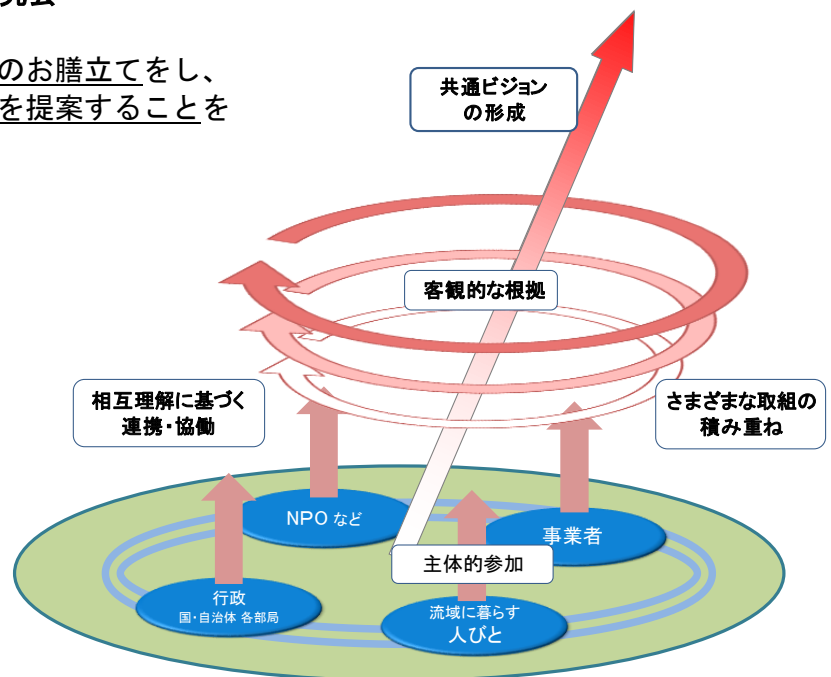 のお膳立てをし、
を提案することを
共通ビジョン
の形成
客観的な根拠
相互理解に基づく
連携・協働
さまざまな取組の
積み重ね
NPO など
事業者
主体的参加
行政
国・自治体 各部局
流域に暮らす
人びと